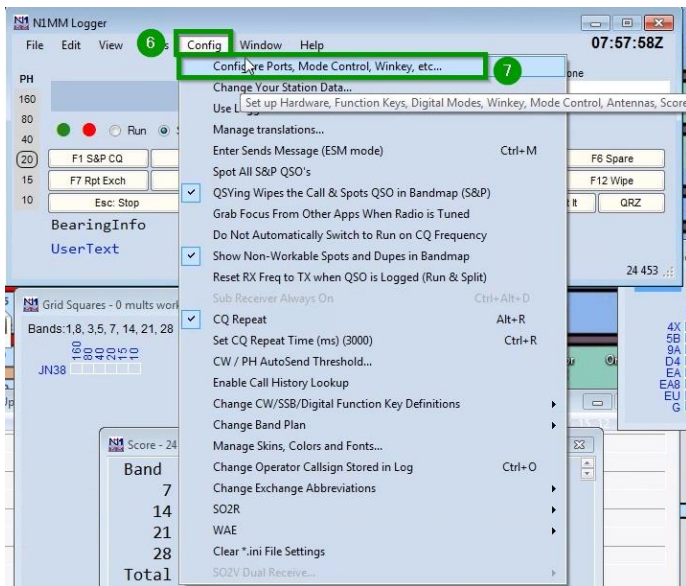 N1MM Logger
File Edit View 6 Config Window Help 07:57:58Z
Configure Ports, Mode Control, Winkey, etc... 7
PH
Change Your Station Data...
160
Set up Hardware, Function Keys, Digital Modes, Winkey, Mode Control, Antennas, Score
80
Run
Manage translations...
40
Enter Sends Message (ESM mode) Ctrl+M
20 F1 S&P CQ F6 Spare
Spot All S&P QSO's
15 F7 Rpt Exch F12 Wipe
QSYing Wipes the Call & Spots QSO in Bandmap (S&P)
10 Esc: Stop QRZ
Grab Focus From Other Apps When Radio is Tuned
BearingInfo
Do Not Automatically Switch to Run on CQ Frequency
UserText
Show Non-Workable Spots and Dupes in Bandmap
Reset RX Freq to TX when QSO is Logged (Run & Split) 24 453
Sub Receiver Always On Ctrl+Alt+D
Grid Squares - 0 mults work
CQ Repeat Alt+R
Bands:1,8, 3,5, 7, 14, 21, 28
Set CQ Repeat Time (ms) (3000) Ctrl+R
160 80 40 20 15 10
CW / PH AutoSend Threshold...
JN38
Enable Call History Lookup
4X
5B
9A
D4
EA
EA8
EU
G
Change CW/SSB/Digital Function Key Definitions
Change Band Plan
Score - 24
Manage Skins, Colors and Fonts...
Band
Change Operator Callsign Stored in Log Ctrl+O
7
Change Exchange Abbreviations
14
SO2R
21
WAE
28
Clear *.ini File Settings
Total
SO2V Dual Receive...